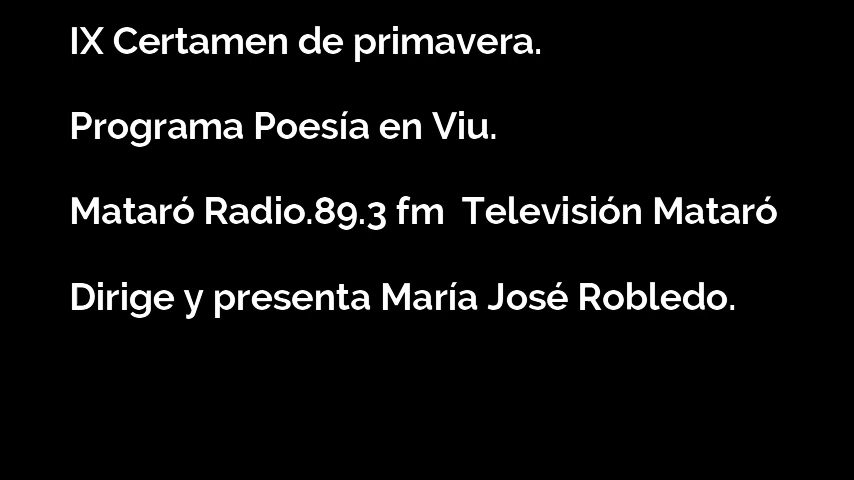 IX Certamen de primavera.
Programa Poesía en Viu.
Mataró Radio.89.3 fm  Televisión Mataró
Dirige y presenta María José Robledo.